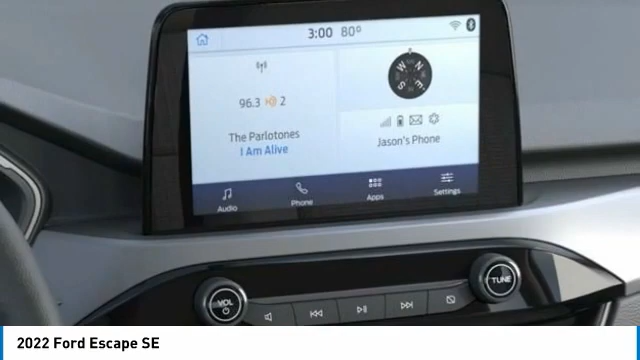 3:00 80°
N
W E
S
96.3 HD 2
The Parlotones
I Am Alive
Jason's Phone
Audio
Phone
Apps
Settings
VOL
TUNE
2022 Ford Escape SE